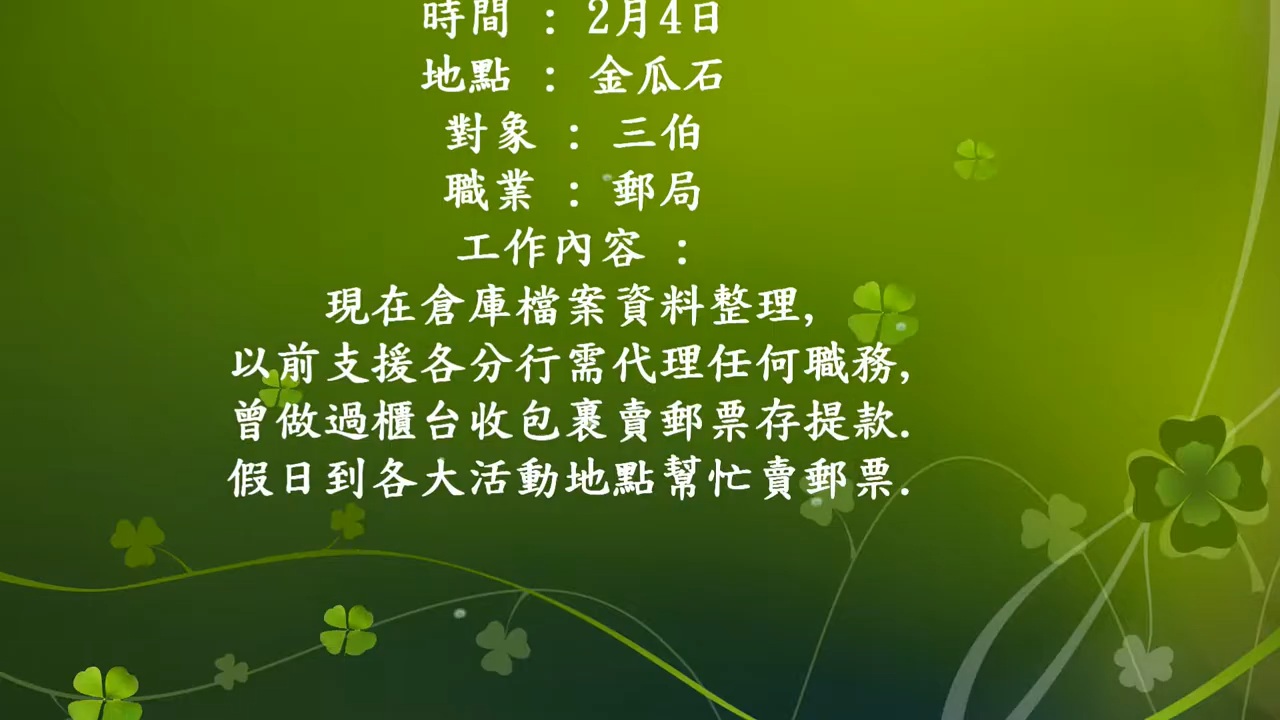 時間 : 2月4日
地點 : 金瓜石
對象 : 三伯
職業 : 郵局
工作內容 :
現在倉庫檔案資料整理,
以前支援各分行需代理任何職務,
曾做過櫃台收包裹賣郵票存提款.
假日到各大活動地點幫忙賣郵票.